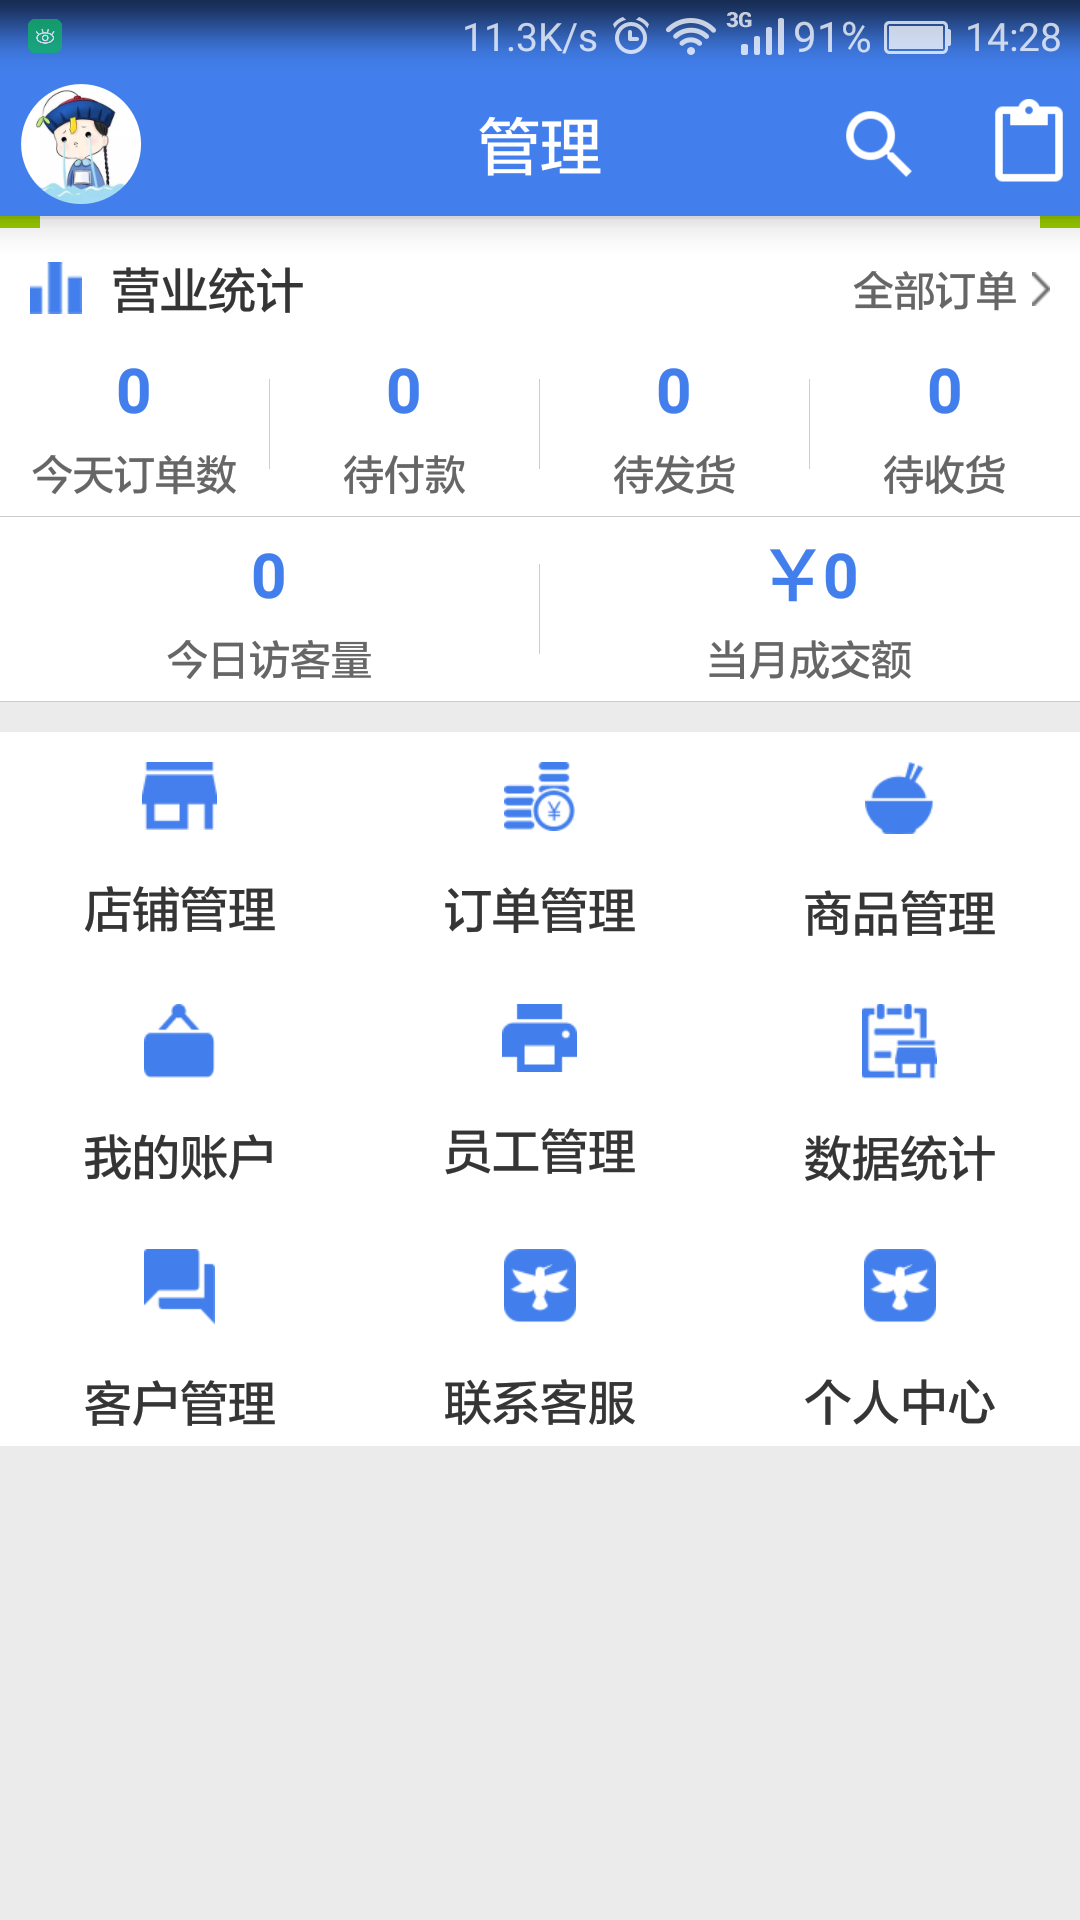 11.3K/s 3G 91% 14:28
管理
营业统计 全部订单
0 0 0 0
今天订单数 待付款 待发货 待收货
0 ¥0
今日访客量 当月成交额
店铺管理 订单管理 商品管理
我的账户 员工管理 数据统计
客户管理 联系客服 个人中心